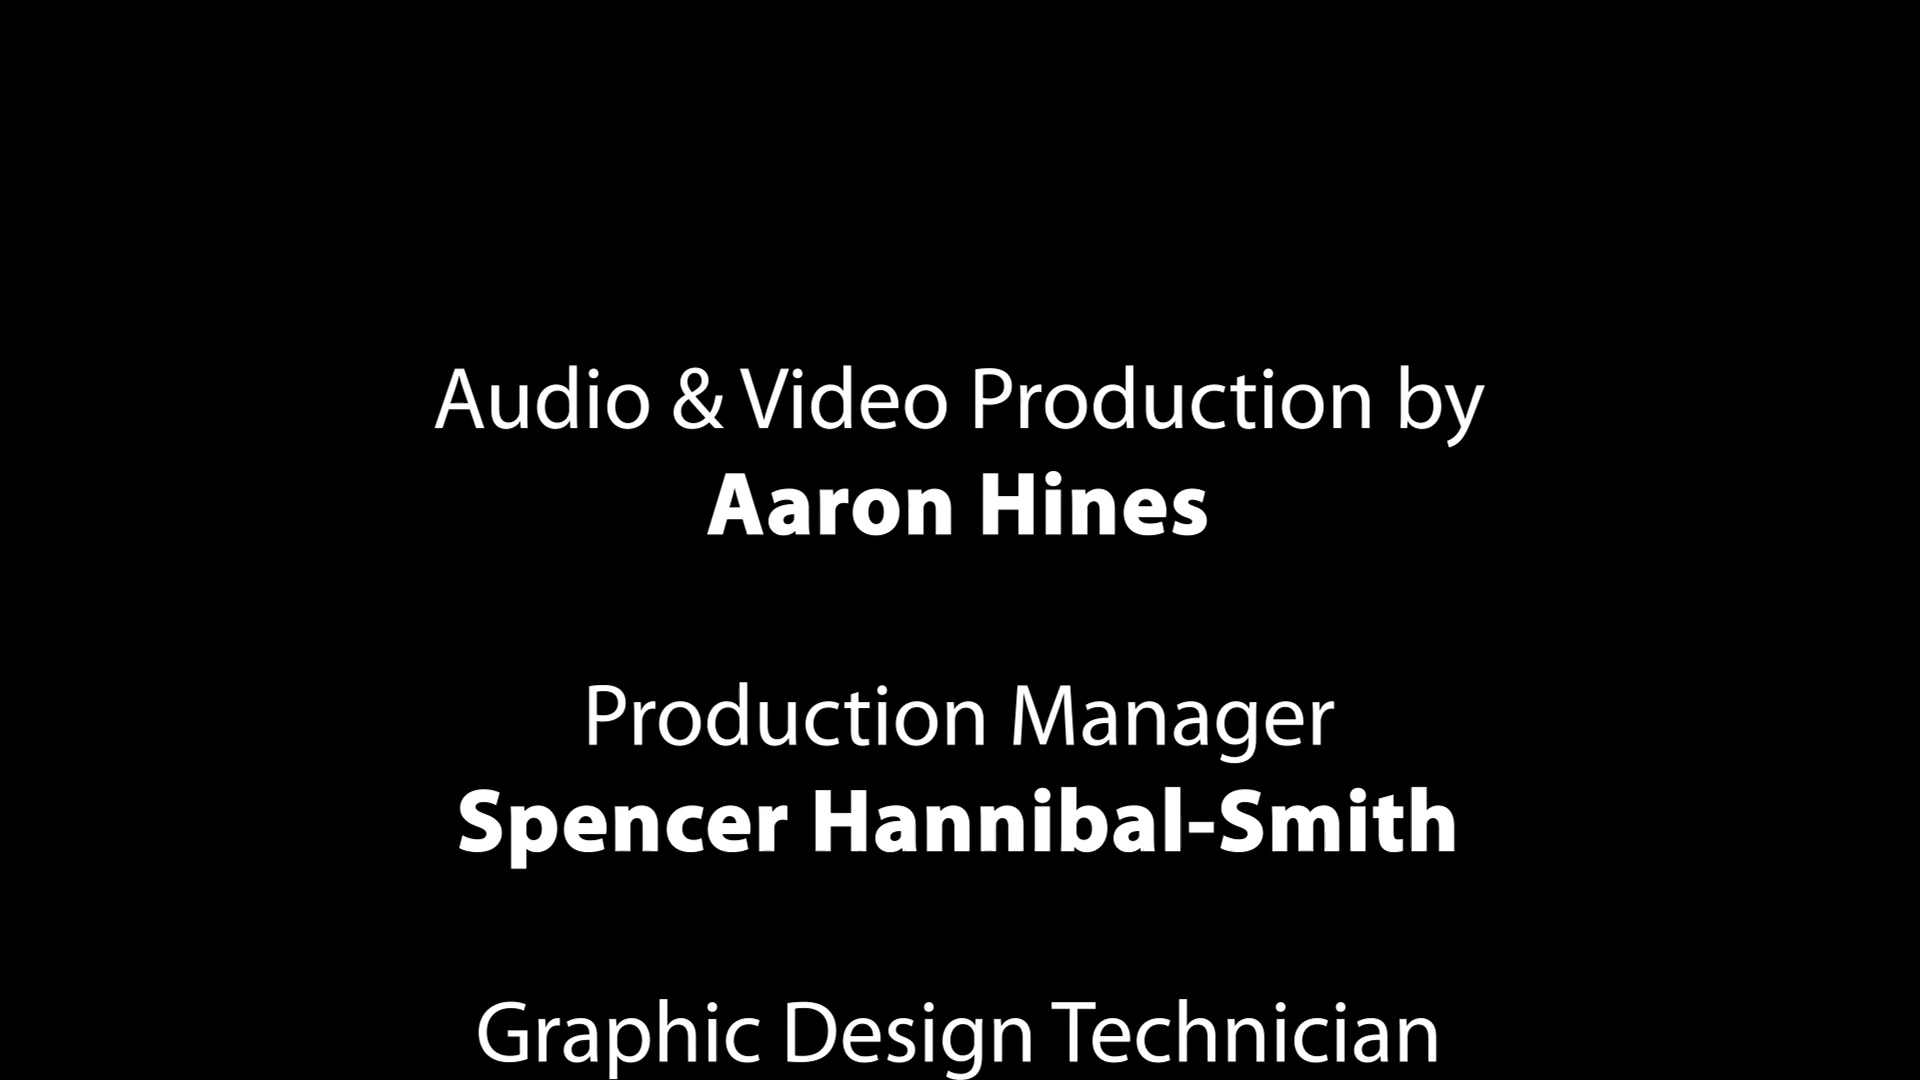 Audio & Video Production by
Aaron Hines
Production Manager
Spencer Hannibal-Smith
Graphic Design Technician